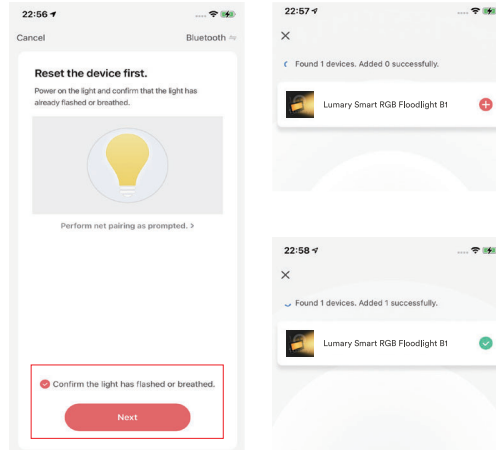 22:56
Cancel
Bluetooth
Reset the device first.
Power on the light and confirm that the light has
already flashed or breathed.
Perform net pairing as prompted. >
Confirm the light has flashed or breathed.
Next
22:57
Found 1 devices. Added 0 successfully.
Lumary Smart RGB Floodlight B1
22:58
Found 1 devices. Added 1 successfully.
Lumary Smart RGB Floodlight B1